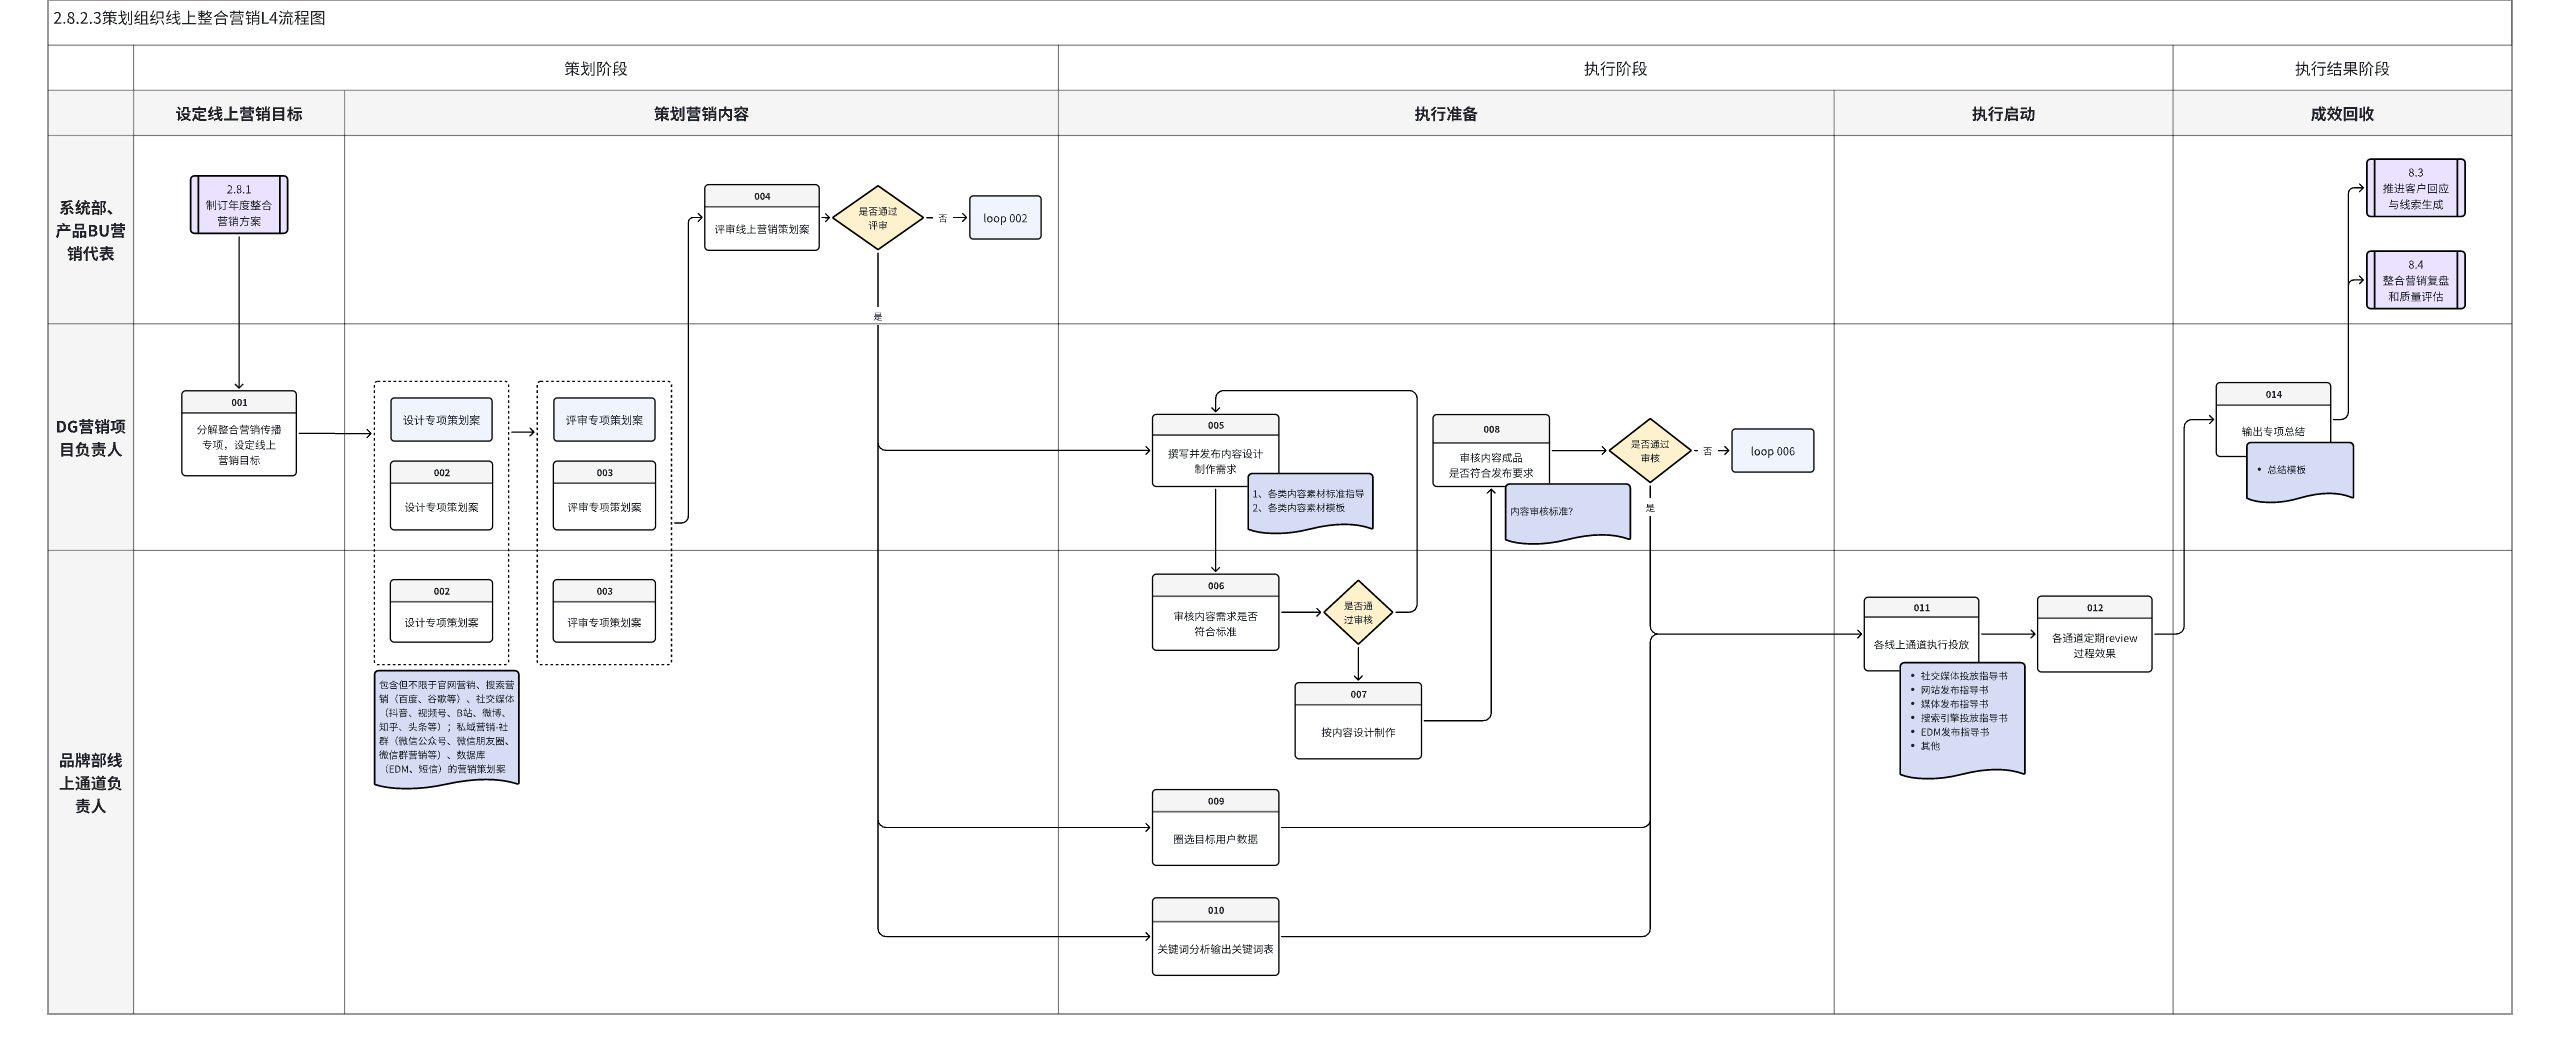 2.8.2.3策划组织线上整合营销L4流程图
策划阶段
执行阶段
执行结果阶段
设定线上营销目标
策划营销内容
执行准备
执行启动
成效回收
系统部、
产品BU营
销代表
2.8.1
制订年度整合
营销方案
004
评审线上营销策划案
是否通过
评审
否
loop 002
是
8.3
推进客户回应
与线索生成
8.4
整合营销复盘
和质量评估
DG营销项
目负责人
001
分解整合营销传播
专项，设定线上
营销目标
设计专项策划案
002
设计专项策划案
评审专项策划案
003
评审专项策划案
005
撰写并发布内容设计
制作需求
1、各类内容素材标准指导
2、各类内容素材模板
008
审核内容成品
是否符合发布要求
内容审核标准?
是否通过
审核
否
loop 006
是
014
输出专项总结
• 总结模板
品牌部线
上通道负
责人
002
设计专项策划案
003
评审专项策划案
包含但不限于官网营销、搜索营
销（百度、谷歌等）、社交媒体
（抖音、视频号、B站、微博、
知乎、头条等）；私域营销-社
群（微信公众号、微信朋友圈、
微信群营销等）、数据库
（EDM、短信）的营销策划案
006
审核内容需求是否
符合标准
是否通
过审核
007
按内容设计制作
009
圈选目标用户数据
010
关键词分析输出关键词表
011
各线上通道执行投放
• 社交媒体投放指导书
• 网站发布指导书
• 媒体发布指导书
• 搜索引擎投放指导书
• EDM发布指导书
• 其他
012
各通道定期review
过程效果